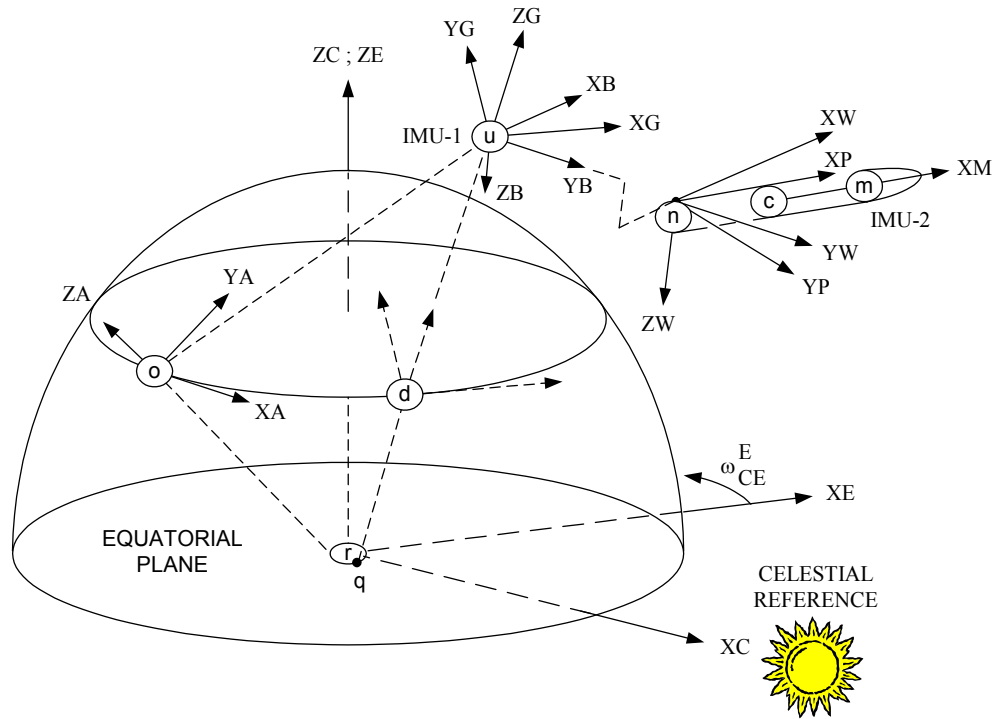 ZG
YG
ZC ; ZE
XB
IMU-1
u
XG
XW
XP
XM
ZB
YB
c
m
n
IMU-2
YW
YP
ZA
YA
ZW
o
d
XA
ω E CE
XE
EQUATORIAL
PLANE
r
q
CELESTIAL
REFERENCE
XC